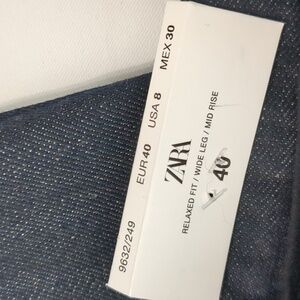 9632/249 EUR 40 USA 8 MEX 30
ZARA
RELAXED FIT / WIDE LEG / MID RISE
40